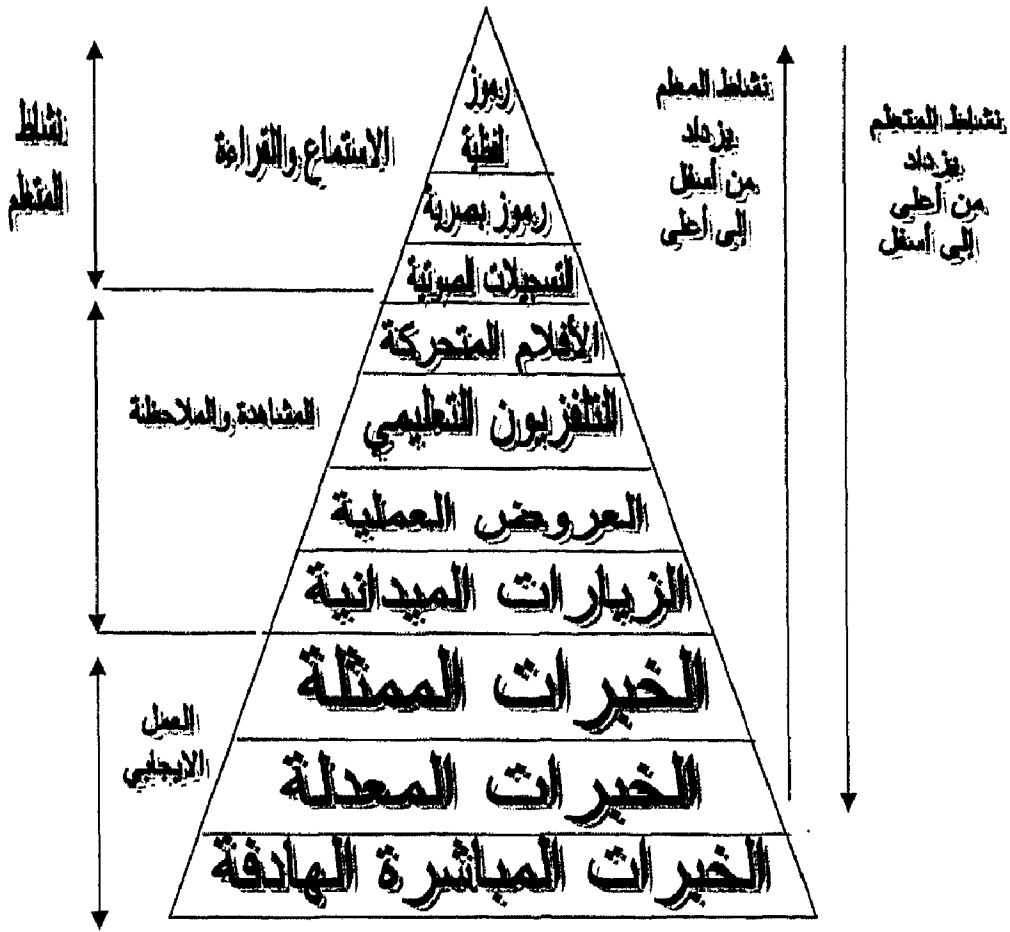 رموز
لفظية
رموز بصرية
التسجيلات الصوتية
الأفلام المتحركة
التلفزيون التعليمي
العروض العملية
الزيارات الميدانية
الخبرات الممثلة
الخبرات المعدلة
الخبرات المباشرة الهادفة
نشاط المتعلم
يزداد
من أعلى
إلى أسفل
نشاط المعلم
يزداد
من أسفل
إلى أعلى
الاستماع والقراءة
المشاهدة والملاحظة
العمل
الايجابي
نشاط
المتعلم